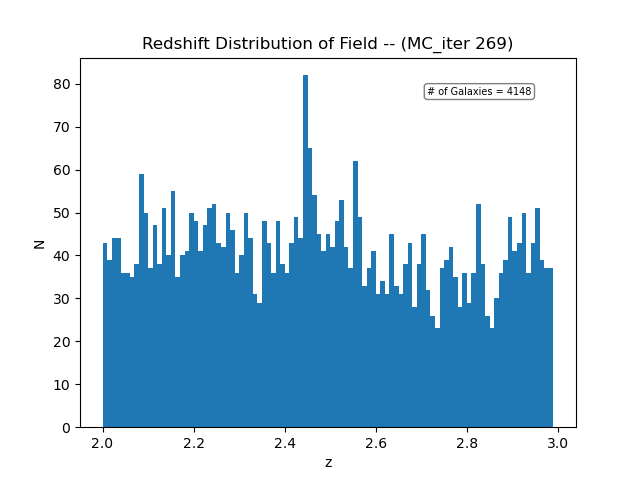 Redshift Distribution of Field -- (MC_iter 269)
# of Galaxies = 4148
80
70
60
50
40
30
20
10
0
N
2.0 2.2 2.4 2.6 2.8 3.0
z